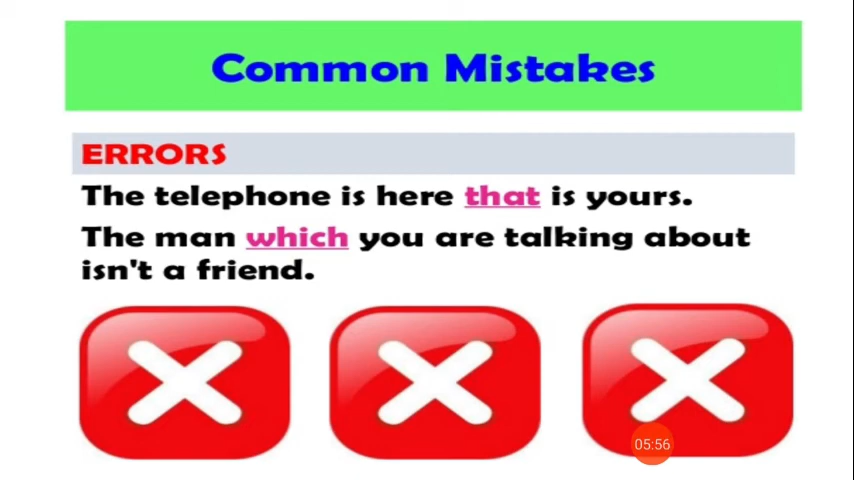 Common Mistakes
ERRORS
The telephone is here that is yours.
The man which you are talking about
isn't a friend.
05:56